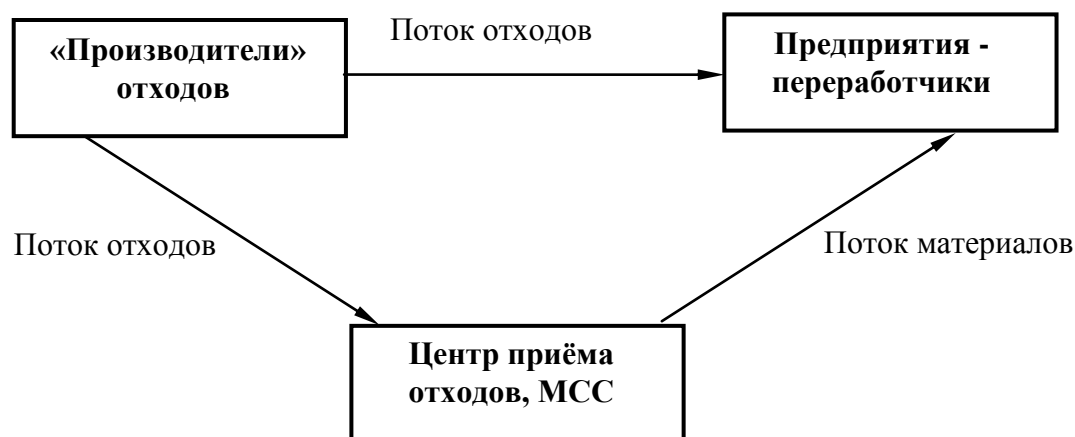 «Производители»
отходов
Поток отходов
Предприятия -
переработчики
Поток отходов
Поток материалов
Центр приёма
отходов, МСС